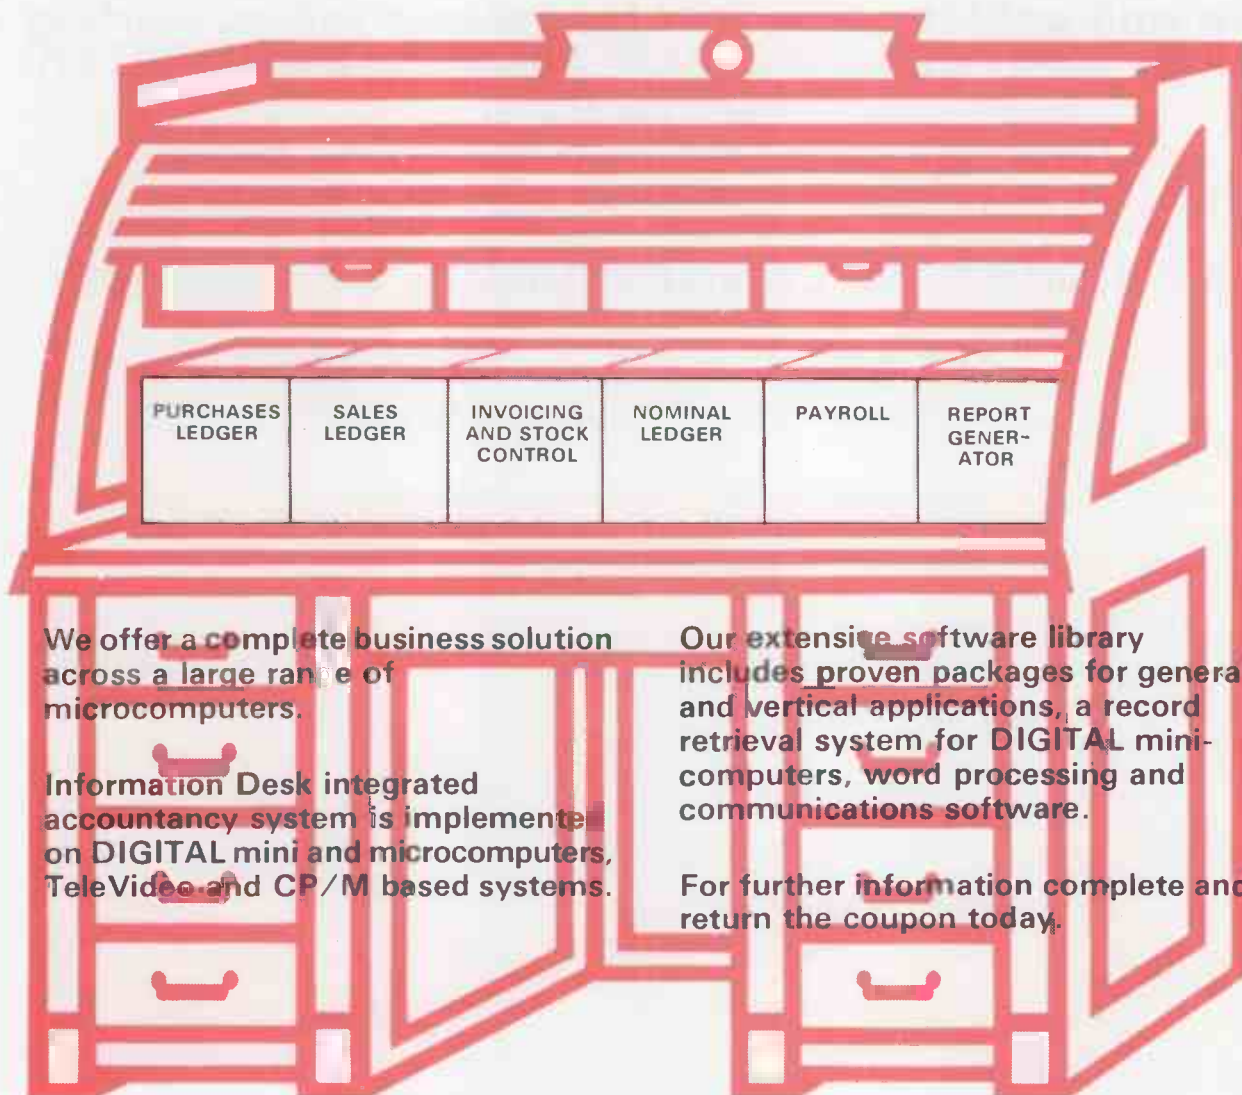 PURCHASES
LEDGER
SALES
LEDGER
INVOICING
AND STOCK
CONTROL
NOMINAL
LEDGER
PAYROLL
REPORT
GENER-
ATOR
We offer a complete business solution
across a large range of
microcomputers.
Information Desk integrated
accountancy system is implemente
on DIGITAL mini and microcomputers,
TeleVideo and CP/M based systems.
Our extensive software library
includes proven packages for genera
and vertical applications, a record
retrieval system for DIGITAL mini-
computers, word processing and
communications software.
For further information complete and
return the coupon today.